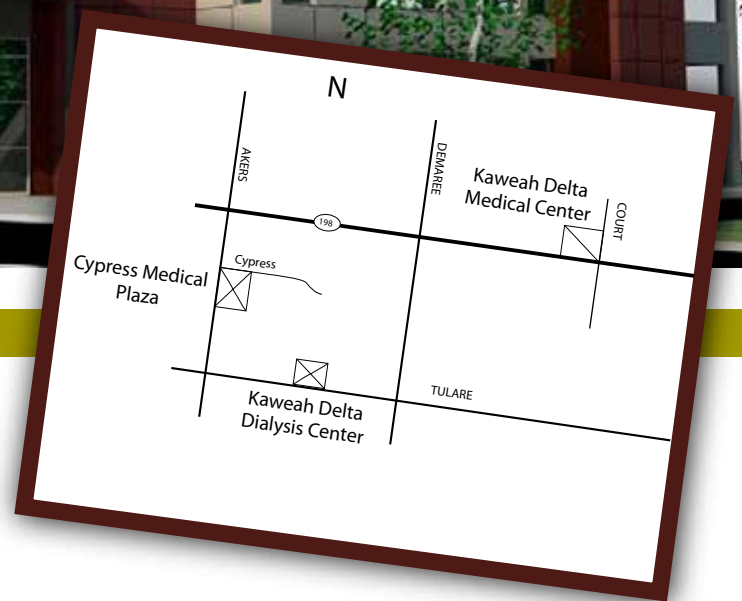 N
AKERS
DEMAREE
Kaweah Delta
Medical Center
COURT
198
Cypress
Cypress Medical
Plaza
TULARE
Kaweah Delta
Dialysis Center